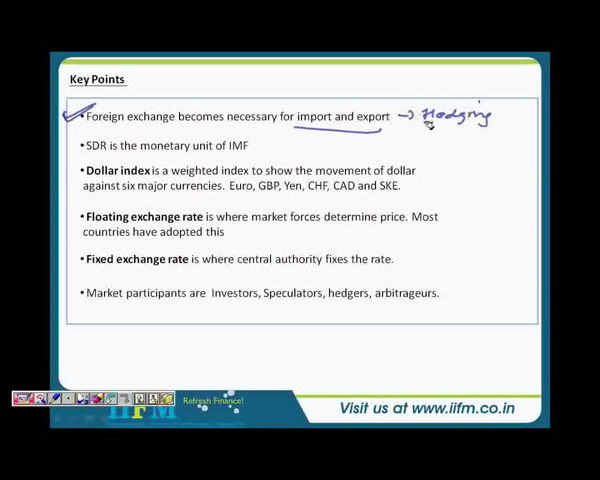 Key Points
• Foreign exchange becomes necessary for import and export → Hedging
• SDR is the monetary unit of IMF
• Dollar index is a weighted index to show the movement of dollar
against six major currencies. Euro, GBP, Yen, CHF, CAD and SKE.
• Floating exchange rate is where market forces determine price. Most
countries have adopted this
• Fixed exchange rate is where central authority fixes the rate.
• Market participants are Investors, Speculators, hedgers, arbitrageurs.
Refresh Finance!
IIFM
Visit us at www.iifm.co.in